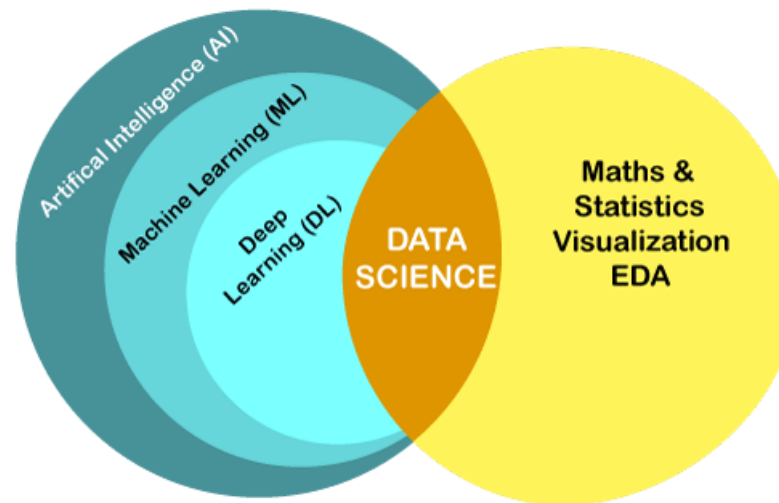 Artifical Intelligence (AI)
Machine Learning (ML)
Deep
Learning (DL)
DATA
SCIENCE
Maths &
Statistics
Visualization
EDA